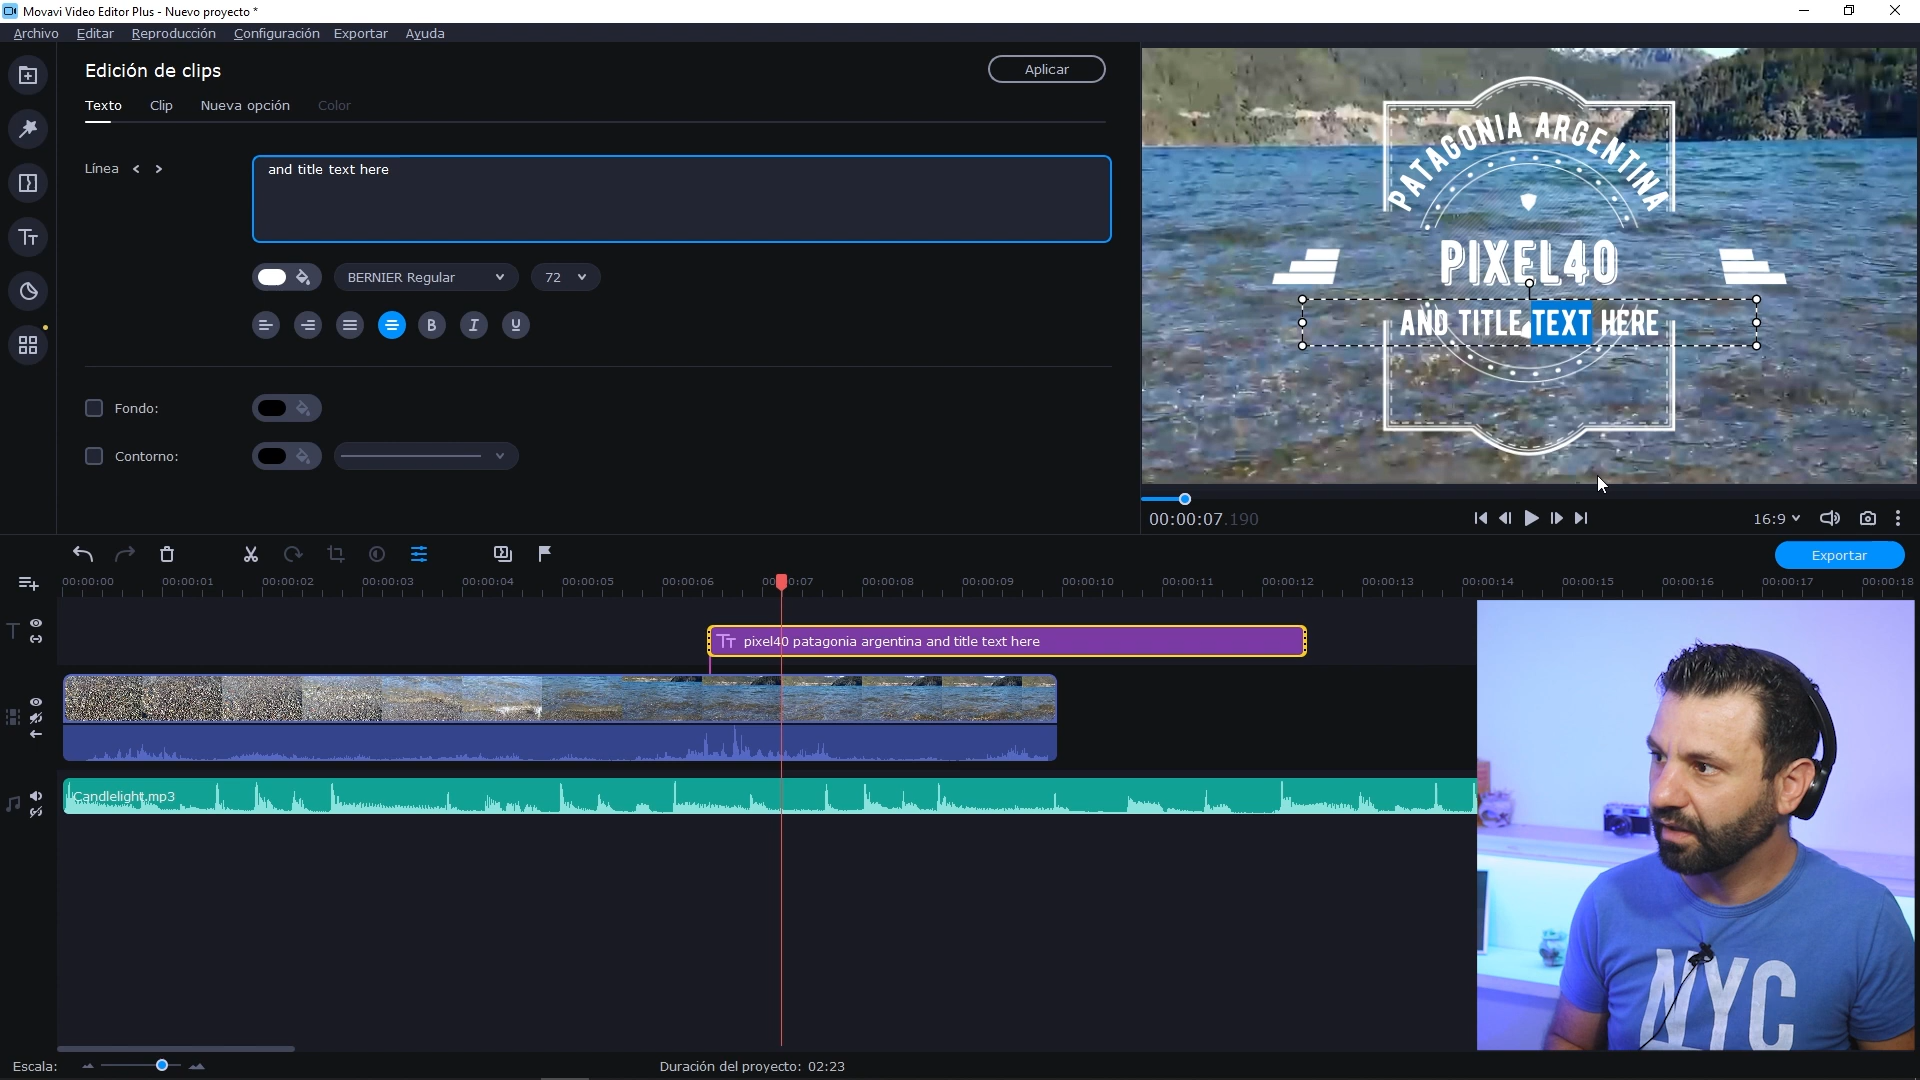 Movavi Video Editor Plus - Nuevo proyecto *
Archivo Editar Reproducción Configuración Exportar Ayuda
Edición de clips
Aplicar
Texto Clip Nueva opción Color
Línea
and title text here
BERNIER Regular 72
B I U
Fondo:
Contorno:
PATAGONIA ARGENTINA
PIXEL40
AND TITLE TEXT HERE
00:00:07.190
16:9
Exportar
00:00:00 00:00:01 00:00:02 00:00:03 00:00:04 00:00:05 00:00:06 00:00:07 00:00:08 00:00:09 00:00:10 00:00:11 00:00:12 00:00:13 00:00:14 00:00:15 00:00:16 00:00:17 00:00:18
pixel40 patagonia argentina and title text here
Candlelight.mp3
NYC
Escala:
Duración del proyecto: 02:23